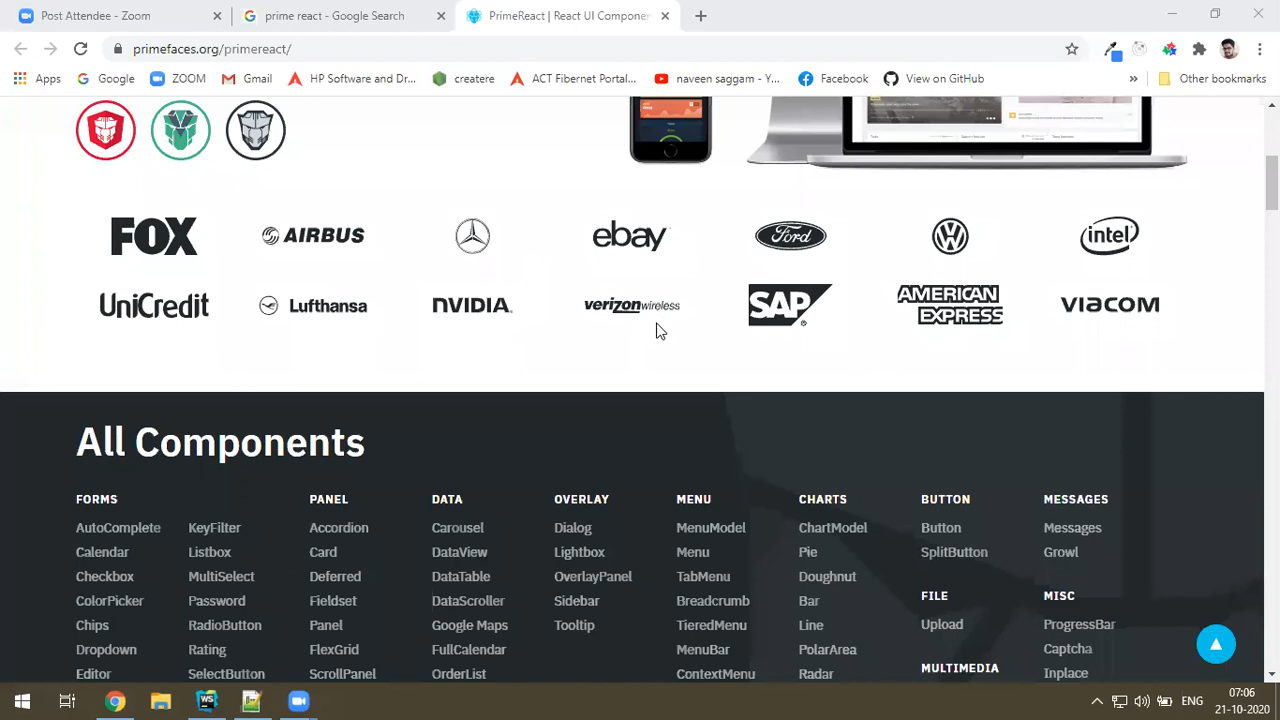 Post Attendee - Zoom
prime react - Google Search
PrimeReact | React UI Componen
primefaces.org/primereact/
Apps
Google
ZOOM
Gmail
HP Software and Dr...
createre
ACT Fibernet Portal...
naveen saggam - Y...
Facebook
View on GitHub
»
Other bookmarks
FOX
AIRBUS
ebay
Ford
VW
intel
UniCredit
Lufthansa
NVIDIA.
verizonwireless
SAP
AMERICAN
EXPRESS
VIACOM
All Components
FORMS
PANEL
DATA
OVERLAY
MENU
CHARTS
BUTTON
MESSAGES
AutoComplete
KeyFilter
Accordion
Carousel
Dialog
MenuModel
ChartModel
Button
Messages
Calendar
Listbox
Card
DataView
Lightbox
Menu
Pie
SplitButton
Growl
Checkbox
MultiSelect
Deferred
DataTable
OverlayPanel
TabMenu
Doughnut
FILE
MISC
ColorPicker
Password
Fieldset
DataScroller
Sidebar
Breadcrumb
Bar
Upload
ProgressBar
Chips
RadioButton
Panel
Google Maps
Tooltip
TieredMenu
Line
Captcha
Dropdown
Rating
FlexGrid
FullCalendar
MenuBar
PolarArea
MULTIMEDIA
Inplace
Editor
SelectButton
ScrollPanel
OrderList
ContextMenu
Radar
WS
ENG
07:06
21-10-2020